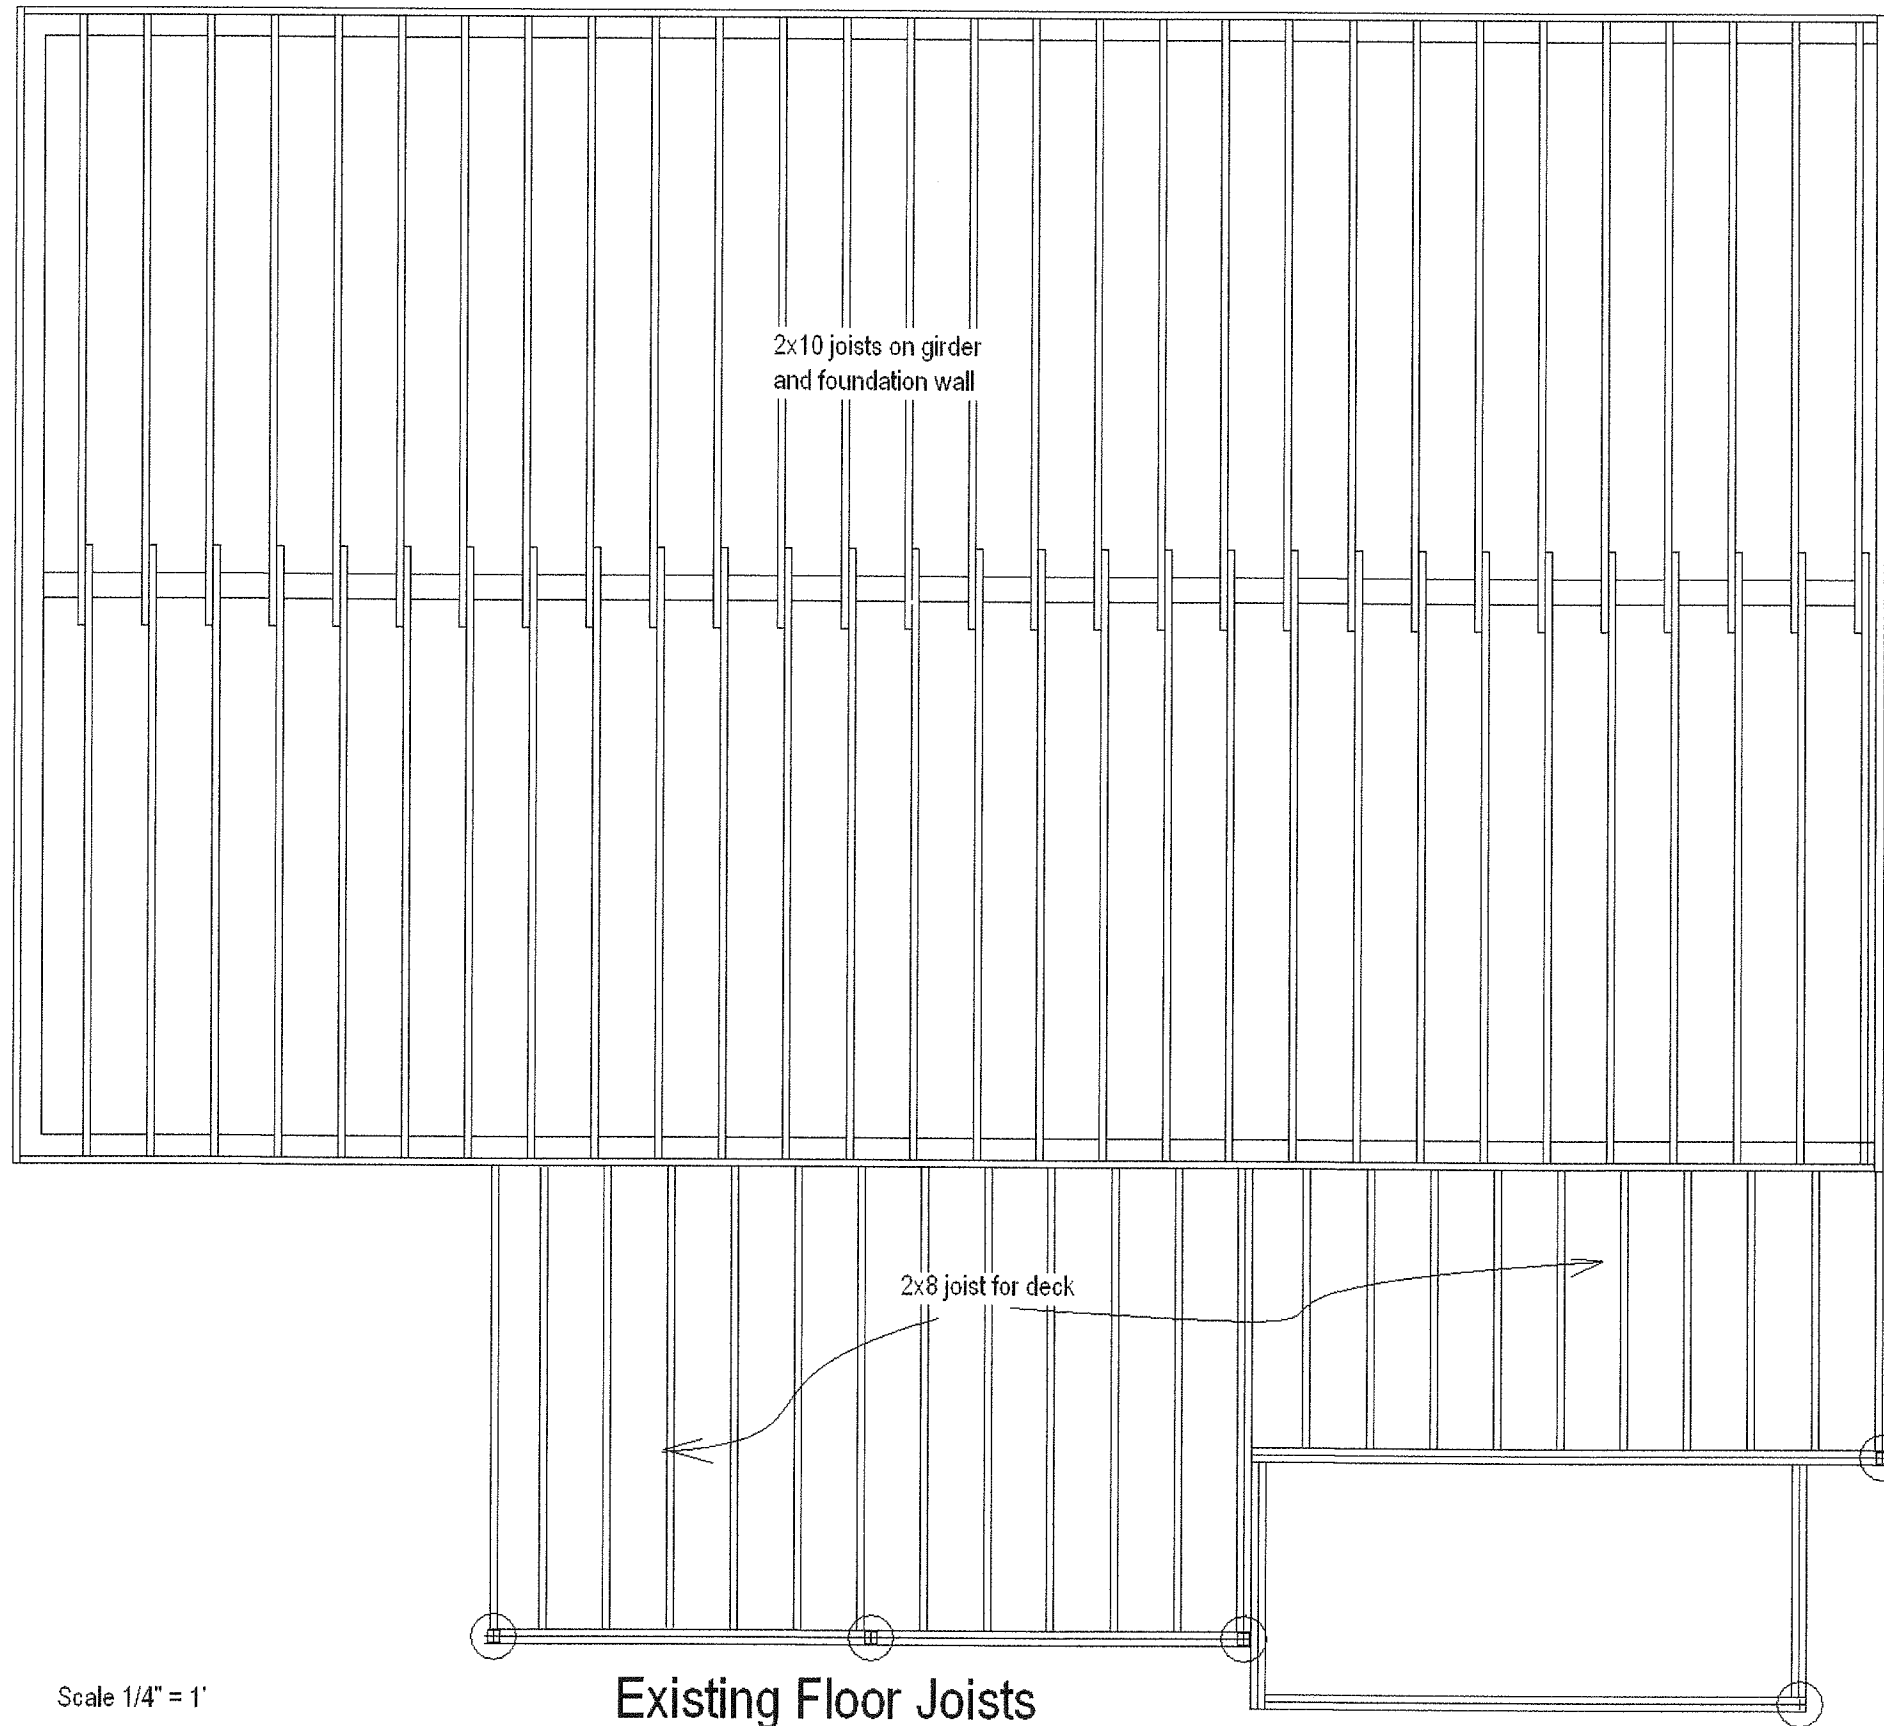 2x10 joists on girder
and foundation wall
2x8 joist for deck
Scale 1/4" = 1'
Existing Floor Joists